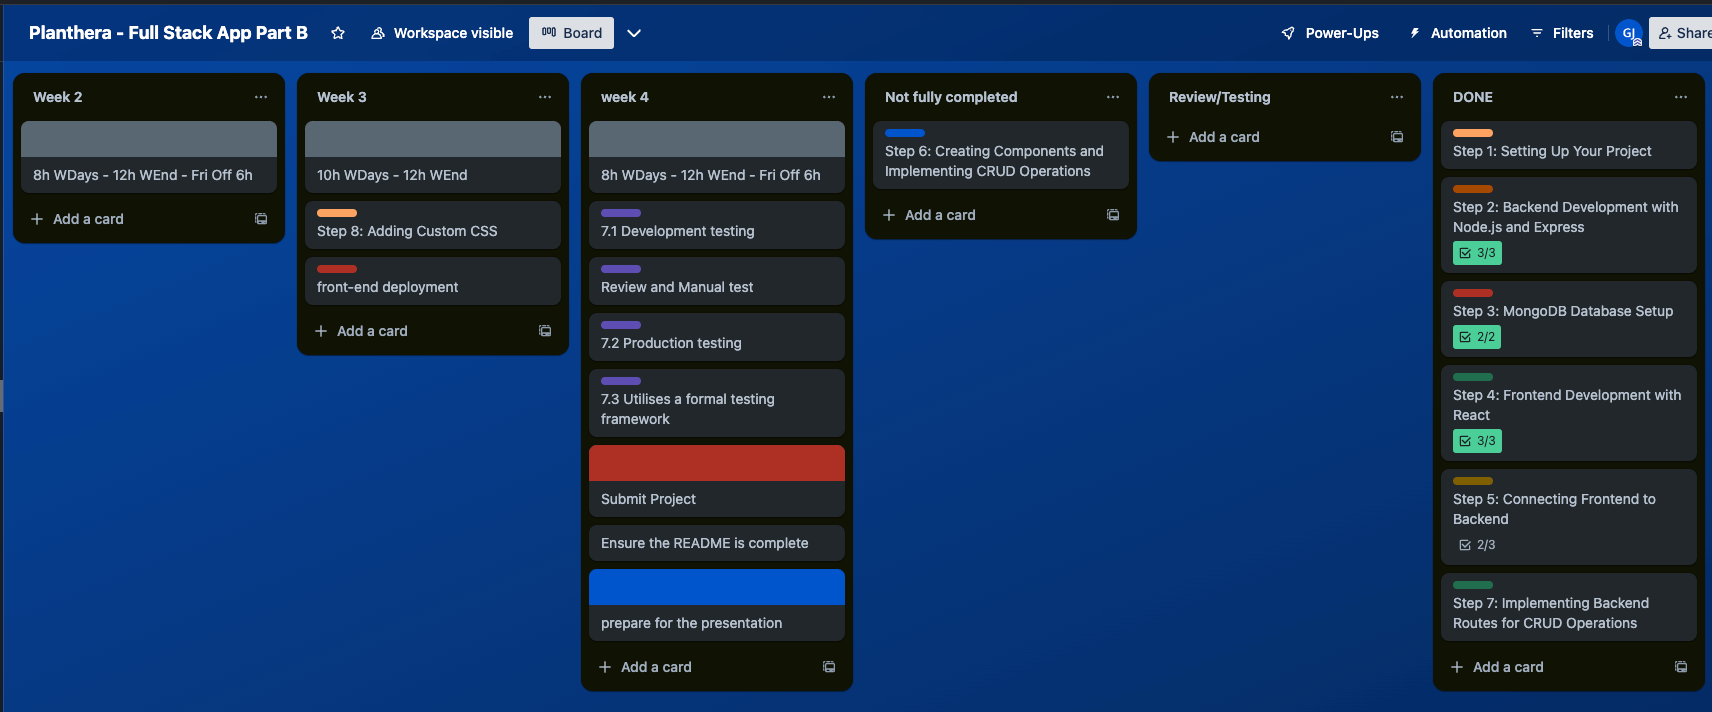 Planthera - Full Stack App Part B
Workspace visible
Board
Power-Ups
Automation
Filters
GJ
Share
Week 2
8h WDays - 12h WEnd - Fri Off 6h
Add a card
Week 3
10h WDays - 12h WEnd
Step 8: Adding Custom CSS
front-end deployment
Add a card
week 4
8h WDays - 12h WEnd - Fri Off 6h
7.1 Development testing
Review and Manual test
7.2 Production testing
7.3 Utilises a formal testing
framework
Submit Project
Ensure the README is complete
prepare for the presentation
Add a card
Not fully completed
Step 6: Creating Components and
Implementing CRUD Operations
Add a card
Review/Testing
Add a card
DONE
Step 1: Setting Up Your Project
Step 2: Backend Development with
Node.js and Express
3/3
Step 3: MongoDB Database Setup
2/2
Step 4: Frontend Development with
React
3/3
Step 5: Connecting Frontend to
Backend
2/3
Step 7: Implementing Backend
Routes for CRUD Operations
Add a card